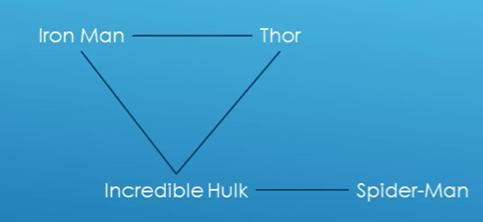 Iron Man
Thor
Incredible Hulk
Spider-Man